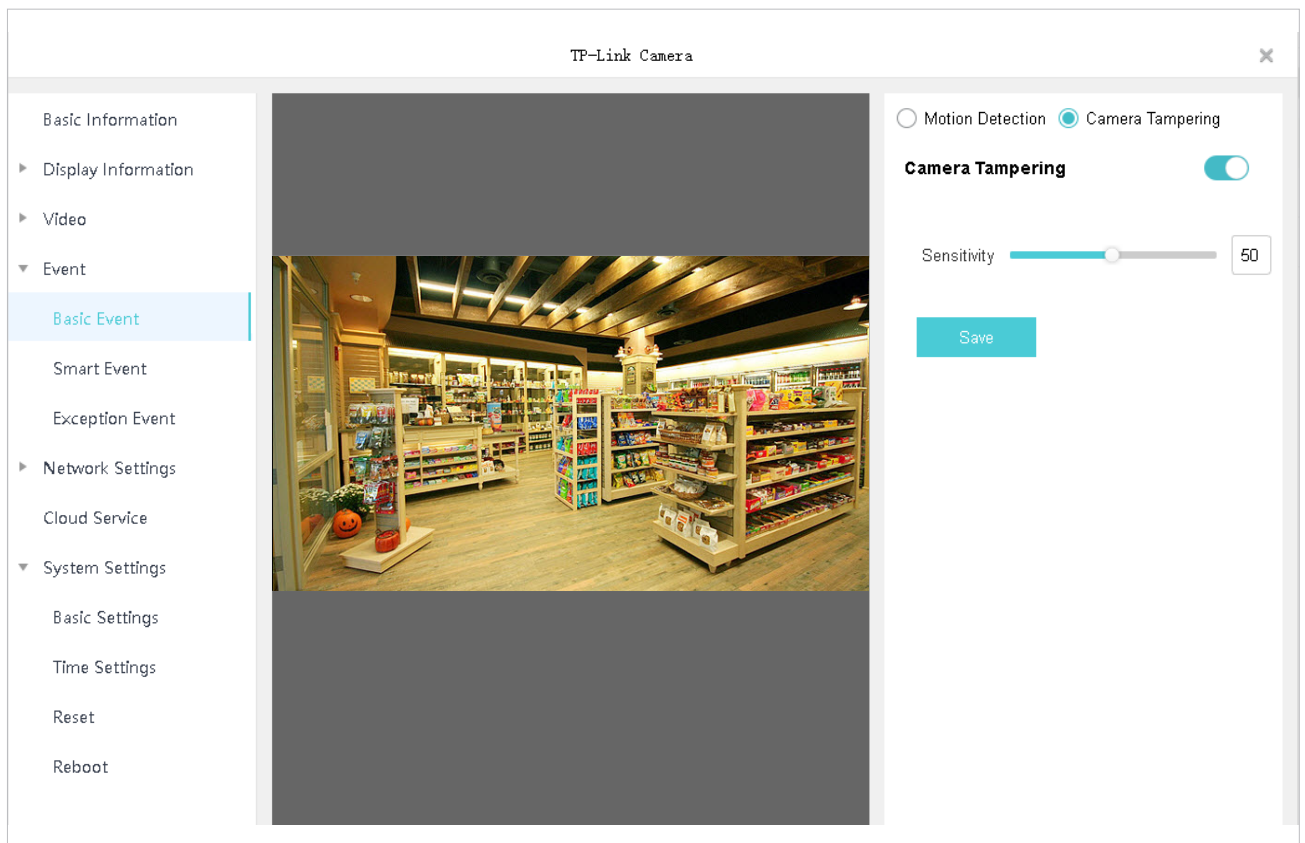 TP-Link Camera
Basic Information
Display Information
Video
Event
Basic Event
Smart Event
Exception Event
Network Settings
Cloud Service
System Settings
Basic Settings
Time Settings
Reset
Reboot
Motion Detection Camera Tampering
Camera Tampering
Sensitivity 50
Save